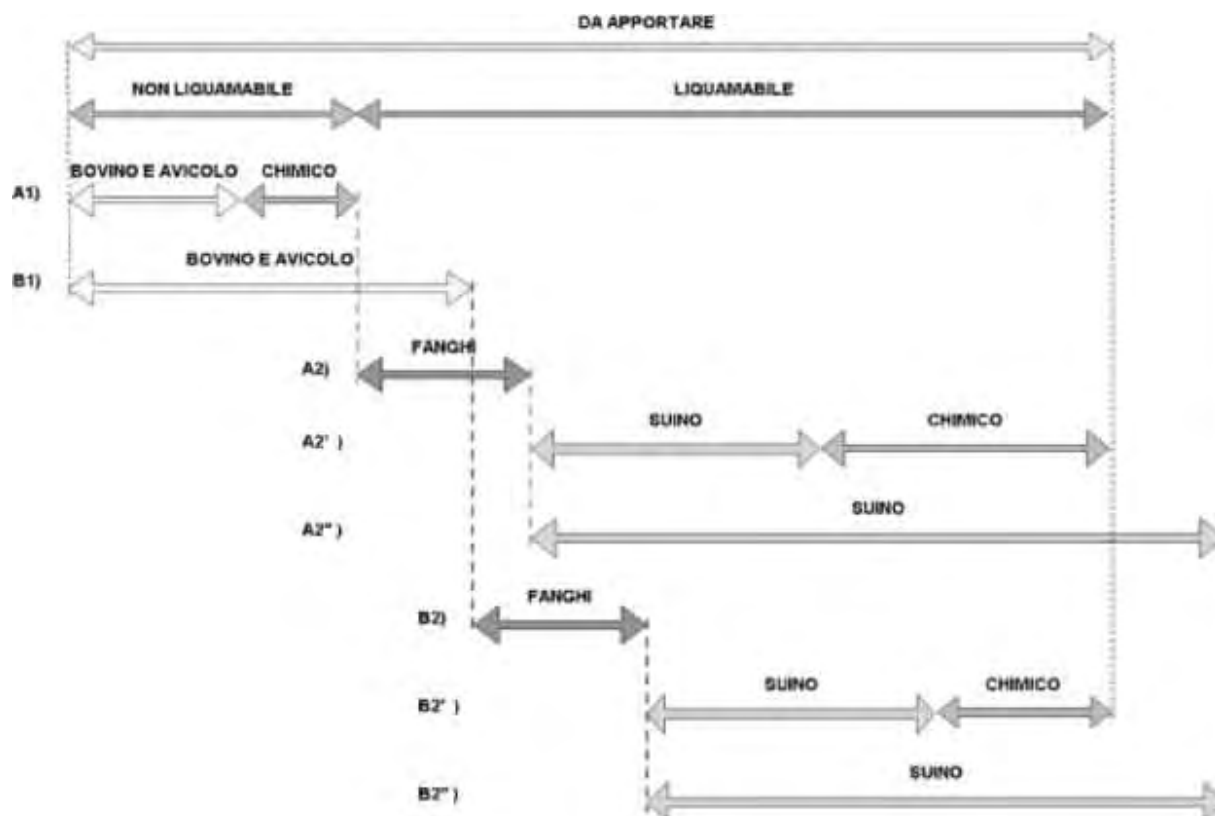 DA APPORTARE
NON LIQUAMABILE LIQUAMABILE
BOVINO E AVICOLO CHIMICO
A1)
BOVINO E AVICOLO
B1)
FANGHI
A2)
SUINO CHIMICO
A2' )
SUINO
A2" )
FANGHI
B2)
SUINO CHIMICO
B2' )
SUINO
B2" )